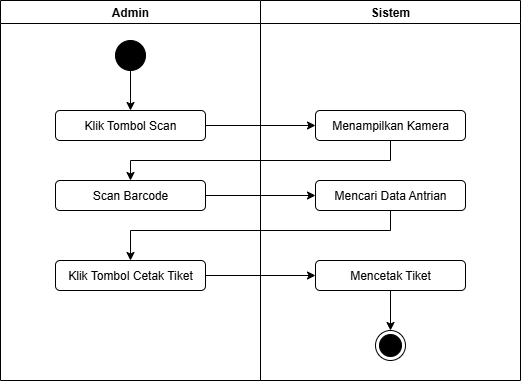 Admin
Sistem
Klik Tombol Scan
Menampilkan Kamera
Scan Barcode
Mencari Data Antrian
Klik Tombol Cetak Tiket
Mencetak Tiket